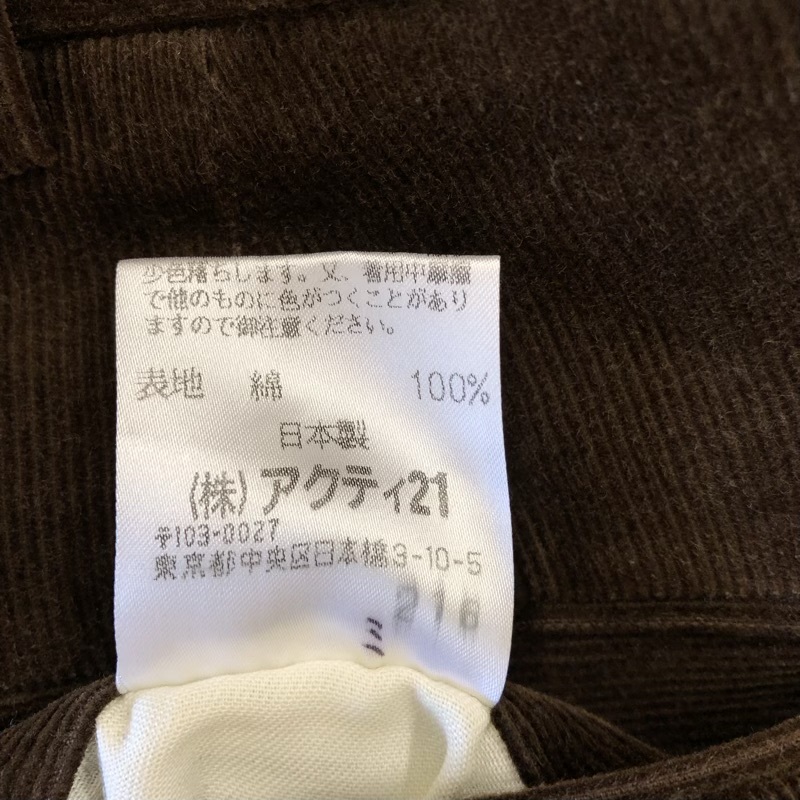 少色落ちします。又、着用中摩擦
で他のものに色がつくことがあり
ますので御注意ください。
表地 綿 100%
日本製
(株)アクティ21
〒103-0027
東京都中央区日本橋3-10-5
216